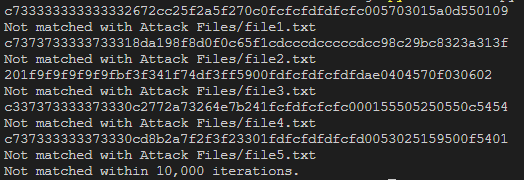 c733333333333332672cc25f2a5f270c0fcfcfdfdfcfc005703015a0d550109
Not matched with Attack Files/file1.txt
c7373733333733318da198f8d0f0c65f1cdcccdcccccdcc98c29bc8323a313f
Not matched with Attack Files/file2.txt
201f9f9f9f9f9fbf3f341f74df3ff5900fdfcfdfcfdfdae0404570f030602
Not matched with Attack Files/file3.txt
c337373373373330c2772a73264e7b241fcfdfcfcfcfc000155505250550c5454
Not matched with Attack Files/file4.txt
c737333333373330cd8b2a7f2f3f23301fdfcfdfdfcfd0053025159500f5401
Not matched with Attack Files/file5.txt
Not matched within 10,000 iterations.